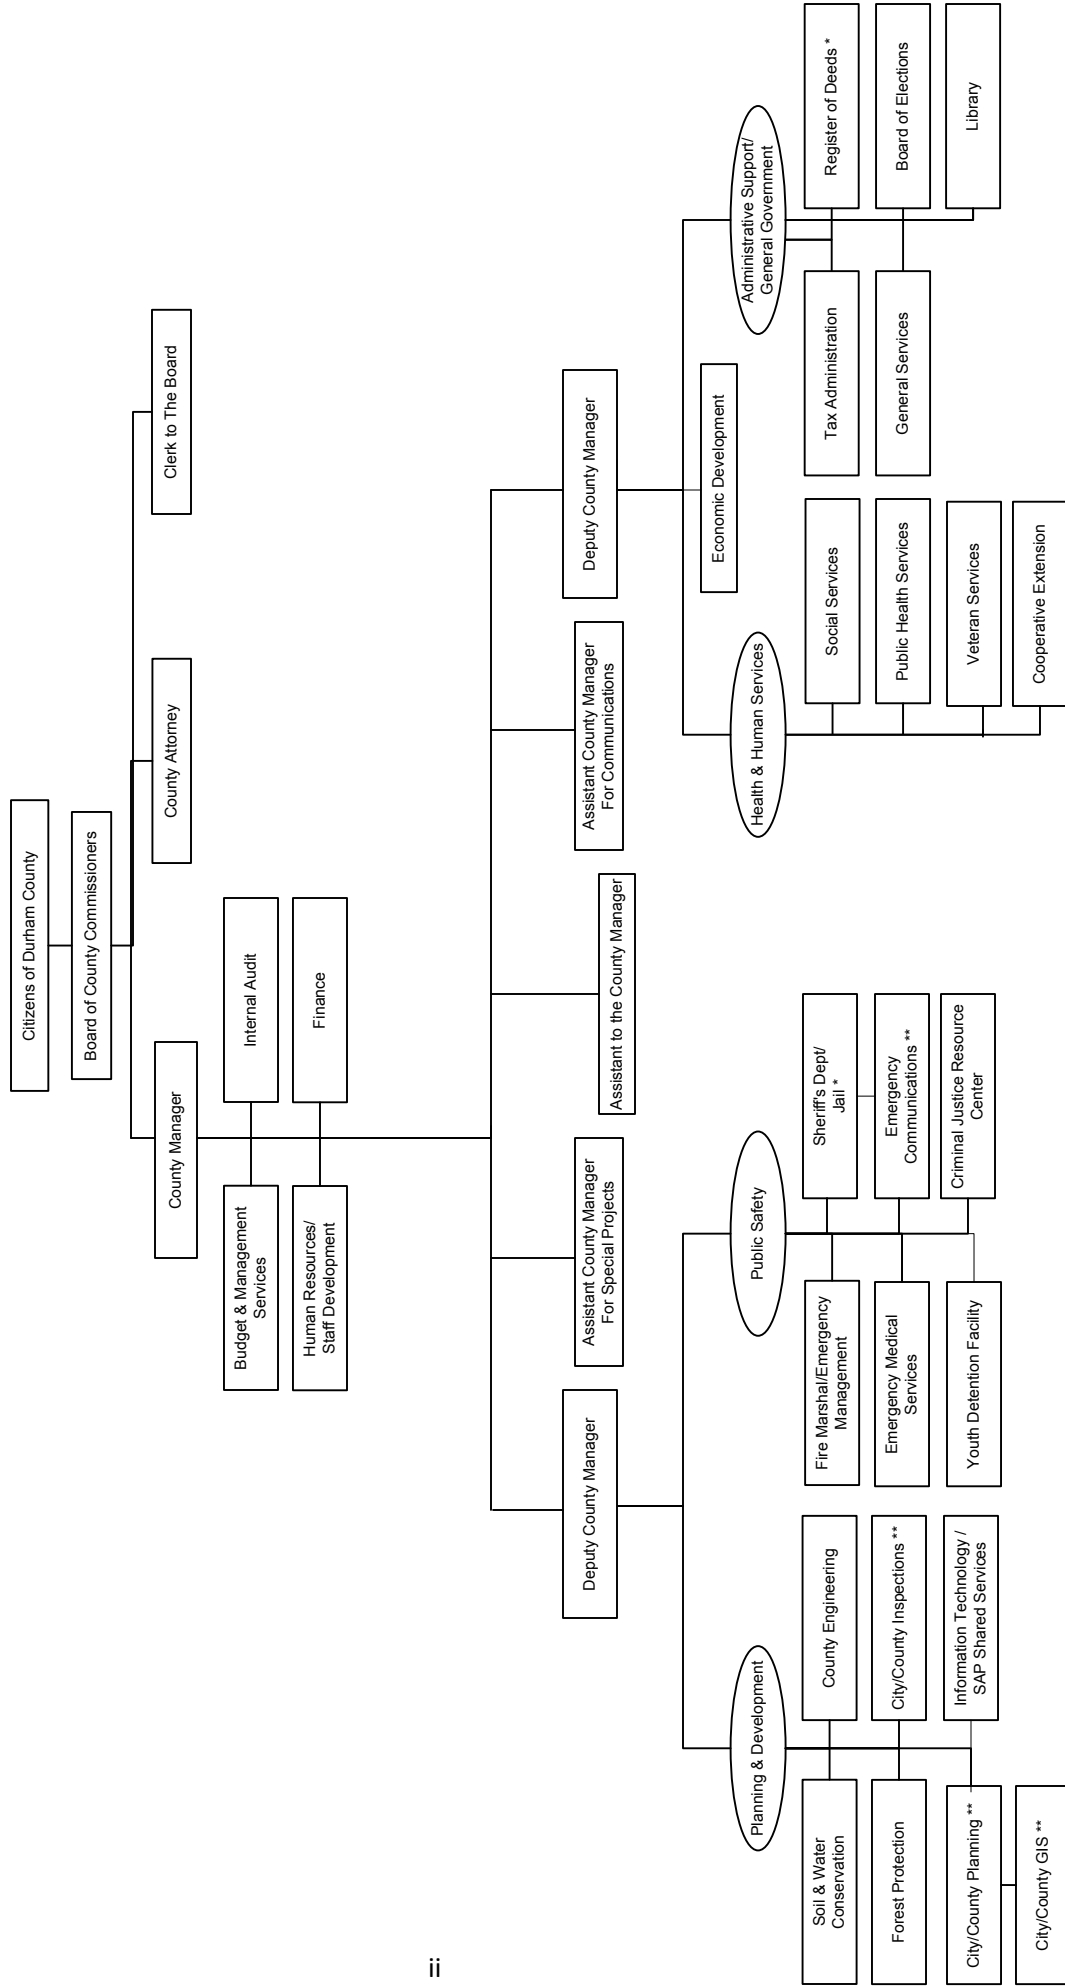 Citizens of Durham County
Board of County Commissioners
County Manager
County Attorney
Clerk to The Board
Budget & Management
Services
Internal Audit
Human Resources/
Staff Development
Finance
Deputy County Manager
Assistant County Manager
For Special Projects
Assistant to the County Manager
Assistant County Manager
For Communications
Deputy County Manager
Economic Development
Planning & Development
Public Safety
Health & Human Services
Administrative Support/
General Government
Soil & Water
Conservation
County Engineering
Forest Protection
City/County Inspections **
City/County Planning **
Information Technology /
SAP Shared Services
City/County GIS **
Fire Marshal/Emergency
Management
Sheriff's Dept/
Jail *
Emergency Medical
Services
Emergency
Communications **
Youth Detention Facility
Criminal Justice Resource
Center
Social Services
Public Health Services
Veteran Services
Cooperative Extension
Tax Administration
Register of Deeds *
General Services
Board of Elections
Library
ii